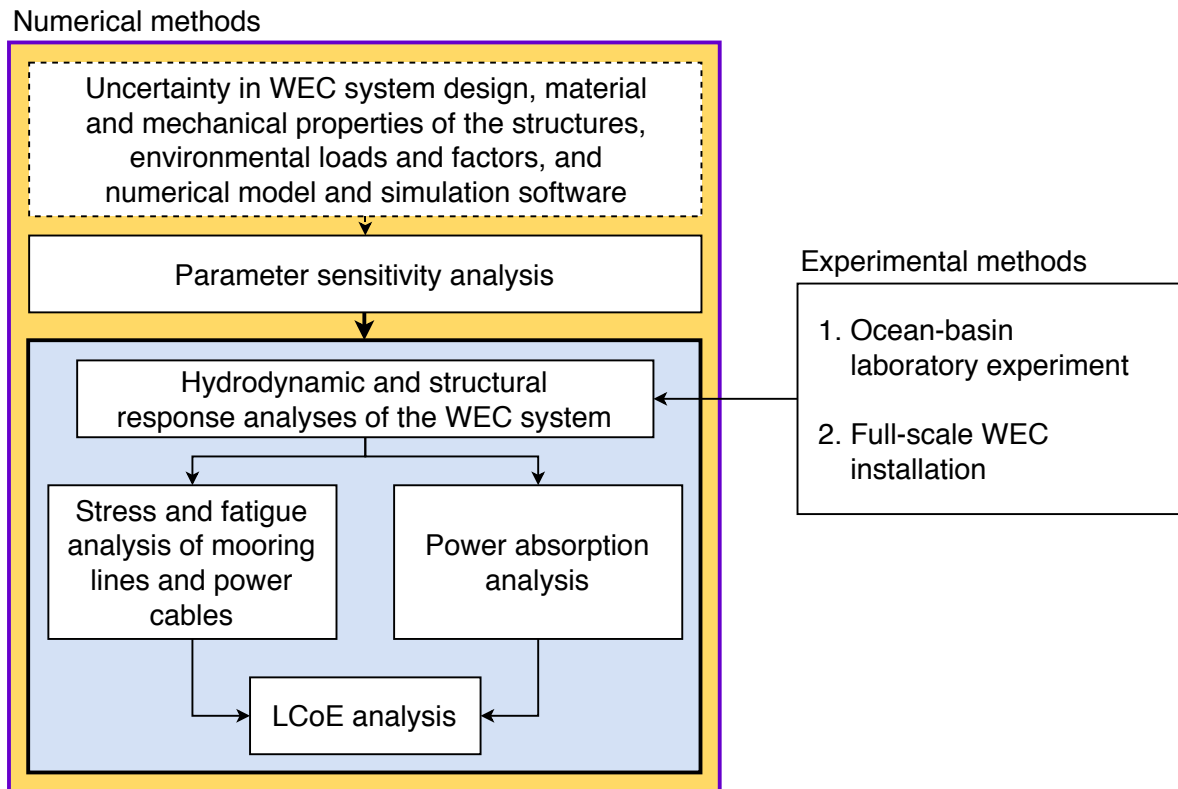 Numerical methods
Uncertainty in WEC system design, material
and mechanical properties of the structures,
environmental loads and factors, and
numerical model and simulation software
Parameter sensitivity analysis
Hydrodynamic and structural
response analyses of the WEC system
Stress and fatigue
analysis of mooring
lines and power
cables
Power absorption
analysis
LCoE analysis
Experimental methods
1. Ocean-basin
laboratory experiment
2. Full-scale WEC
installation